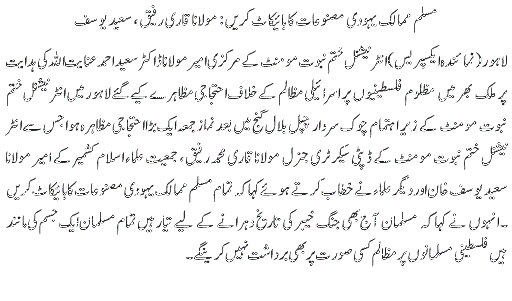 مسلم ممالک یہودی مصنوعات کا بائیکاٹ کریں : مولانا قاری رفیق ، سعید یوسف
لاہور (نمائندہ ایکسپریس) انٹرنیشنل ختم نبوت موومنٹ کے مرکزی امیر مولانا ڈاکٹر سعید احمد عنایت اللہ کی ہدایت
پر ملک بھر میں مظلوم فلسطینیوں پر اسرائیلی مظالم کے خلاف احتجاجی مظاہرے کیے گئے لاہور میں انٹرنیشنل ختم
نبوت موومنٹ کے زیر اہتمام چوک سردار چپل بلال گنج میں بعد نماز جمعہ ایک بڑا احتجاجی مظاہرہ ہوا جس سے انٹر
نیشنل ختم نبوت موومنٹ کے ڈپٹی سیکرٹری جنرل مولانا قاری محمد رفیق ، جمعیت علماء اسلام کشمیر کے امیر مولانا
سعید یوسف خان اور دیگر علماء نے خطاب کرتے ہوئے کہا کہ تمام مسلم ممالک یہودی مصنوعات کا بائیکاٹ کریں
۔۔انہوں نے کہا کہ مسلمان آج بھی جنگ خیبر کی تاریخ دہرانے کے لیے تیار ہیں تمام مسلمان ایک جسم کی مانند
ہیں فلسطینی مسلمانوں پر مظالم کسی صورت پر بھی برداشت نہیں کرینگے۔۔